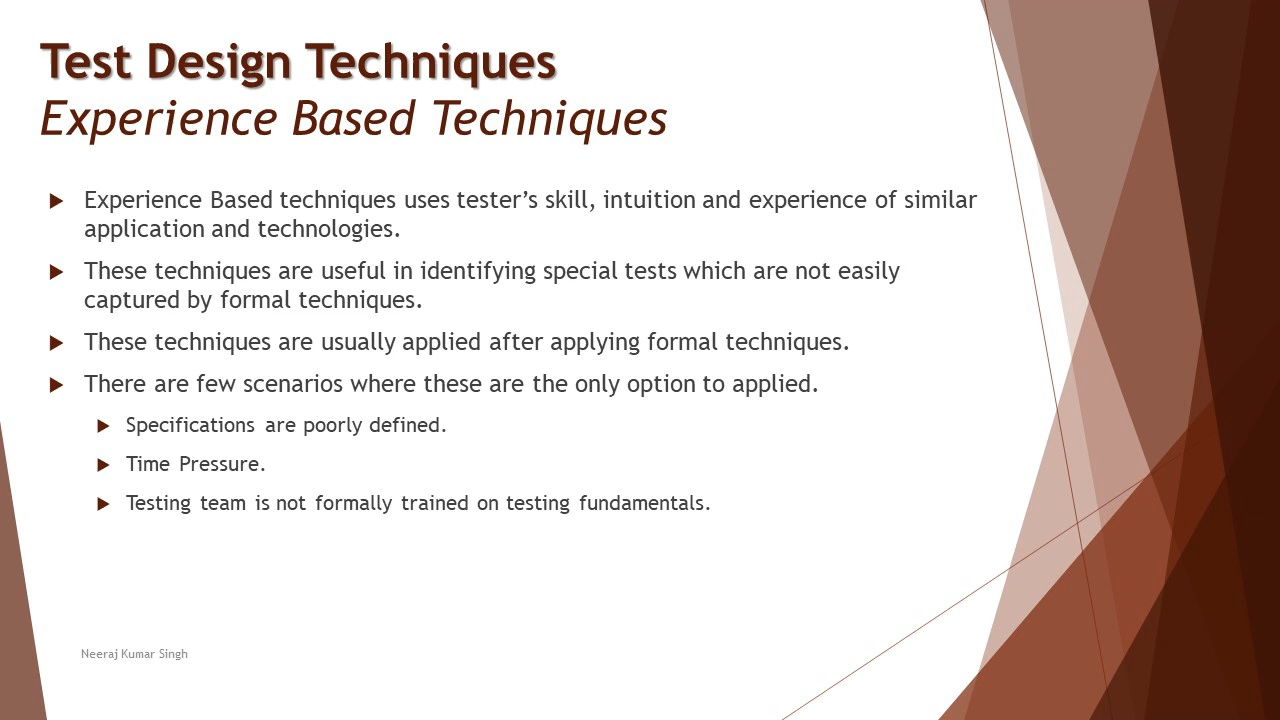 Test Design Techniques
Experience Based Techniques
Experience Based techniques uses tester’s skill, intuition and experience of similar
application and technologies.
These techniques are useful in identifying special tests which are not easily
captured by formal techniques.
These techniques are usually applied after applying formal techniques.
There are few scenarios where these are the only option to applied.
Specifications are poorly defined.
Time Pressure.
Testing team is not formally trained on testing fundamentals.
Neeraj Kumar Singh